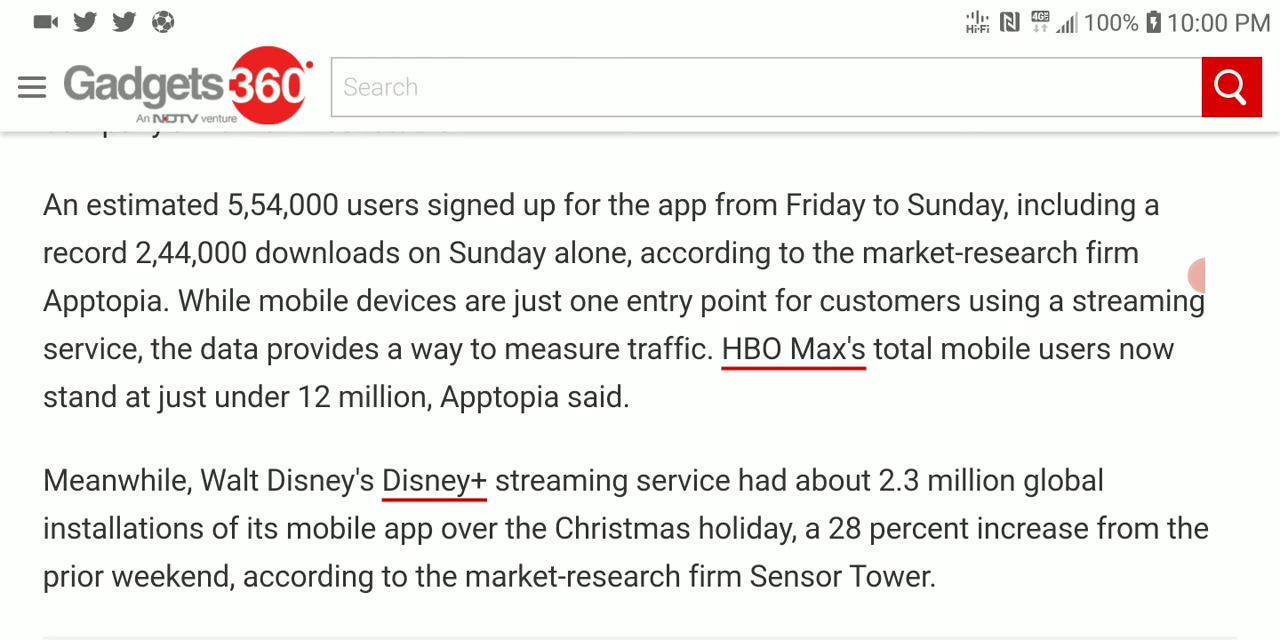 Hi-Fi 4G 100% 10:00 PM
Gadgets 360°
An NDTV venture
Search
An estimated 5,54,000 users signed up for the app from Friday to Sunday, including a
record 2,44,000 downloads on Sunday alone, according to the market-research firm
Apptopia. While mobile devices are just one entry point for customers using a streaming
service, the data provides a way to measure traffic. HBO Max's total mobile users now
stand at just under 12 million, Apptopia said.
Meanwhile, Walt Disney's Disney+ streaming service had about 2.3 million global
installations of its mobile app over the Christmas holiday, a 28 percent increase from the
prior weekend, according to the market-research firm Sensor Tower.